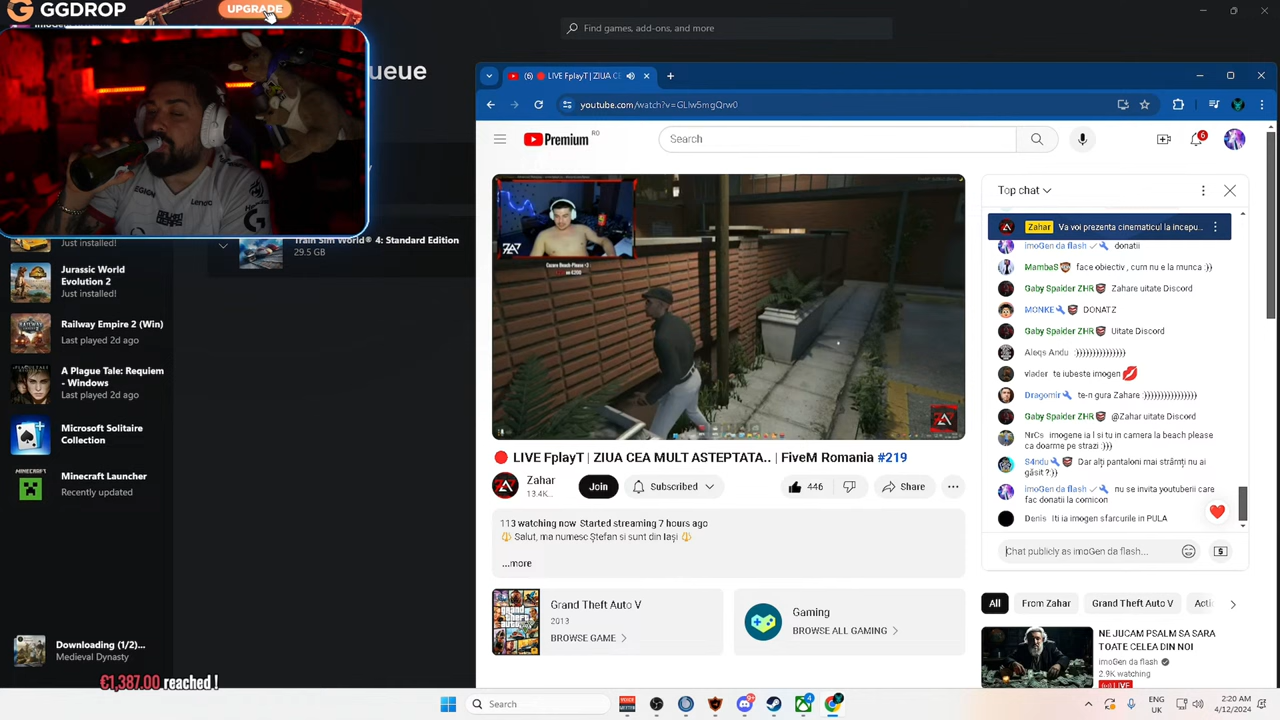 GGDROP
UPGRADE
ueue
Find games, add-ons, and more
LEGION
Lenovo
Just installed!
Jurassic World
Evolution 2
Just installed!
Railway Empire 2 (Win)
Last played 2d ago
A Plague Tale: Requiem
- Windows
Last played 2d ago
Microsoft Solitaire
Collection
Minecraft Launcher
Recently updated
Downloading (1/2)...
Medieval Dynasty
€1,387.00 reached !
Train Sim World® 4: Standard Edition
29.5 GB
(6) 🔴 LIVE FplayT | ZIUA CE
youtube.com/watch?v=GLIw5mgQrw0
Premium RO
Search
6
LIVE FplayT | ZIUA CEA MULT ASTEPTATA.. | FiveM Romania #219
Zahar
13.4K...
Join
Subscribed
446
Share
113 watching now Started streaming 7 hours ago
Salut, ma numesc Ștefan si sunt din Iași
...more
Grand Theft Auto V
2013
BROWSE GAME
Gaming
BROWSE ALL GAMING
Top chat
Zahar Va voi prezenta cinematicul la incepu...
imoGen da flash donatii
MambaS face obiectiv , cum nu e la munca :))
Gaby Spaider ZHR Zahare uitate Discord
MONKE DONATZ
Gaby Spaider ZHR Uitate Discord
Aleqs Andu :)))))))))))))))
vlader te iubeste imogen 💋
Dragomir te-n gura Zahare :))))))))))))))))
Gaby Spaider ZHR @Zahar uitate Discord
NrCs imogene ia l si tu in camera la beach please
ca doarme pe strazi :)))
S4ndu Dar alți pantaloni mai strâmți nu ai
găsit ?:))
imoGen da flash nu se invita youtuberii care
fac donatii la comicon
Denis Iti ia imogen sfarcurile in PULA
Chat publicly as imoGen da flash...
All
From Zahar
Grand Theft Auto V
NE JUCAM PSALM SA SARA
TOATE CELEA DIN NOI
imoGen da flash
2.9K watching
LIVE
Search
ENG
UK
2:20 AM
4/12/2024